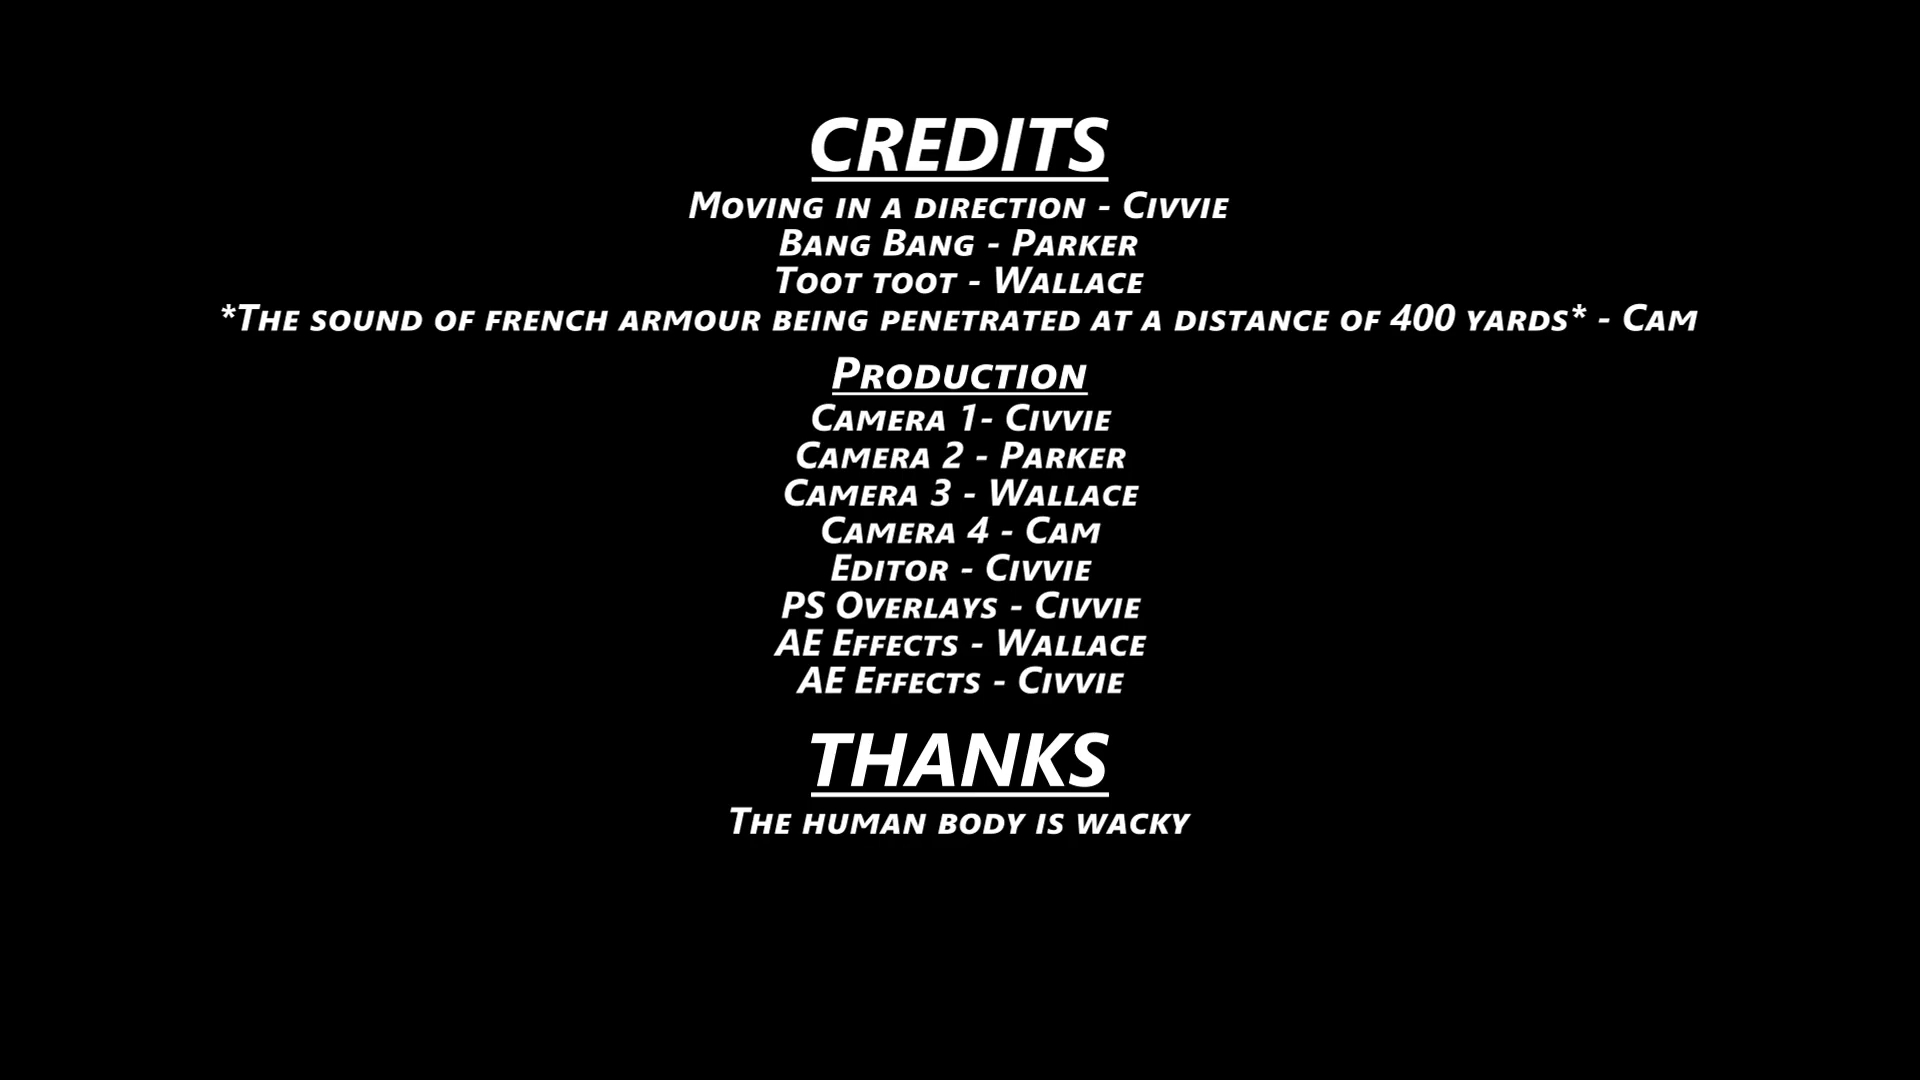 CREDITS
Moving in a direction - Civvie
Bang Bang - Parker
Toot toot - Wallace
*The sound of french armour being penetrated at a distance of 400 yards* - Cam
Production
Camera 1- Civvie
Camera 2 - Parker
Camera 3 - Wallace
Camera 4 - Cam
Editor - Civvie
PS Overlays - Civvie
AE Effects - Wallace
AE Effects - Civvie
THANKS
The human body is wacky